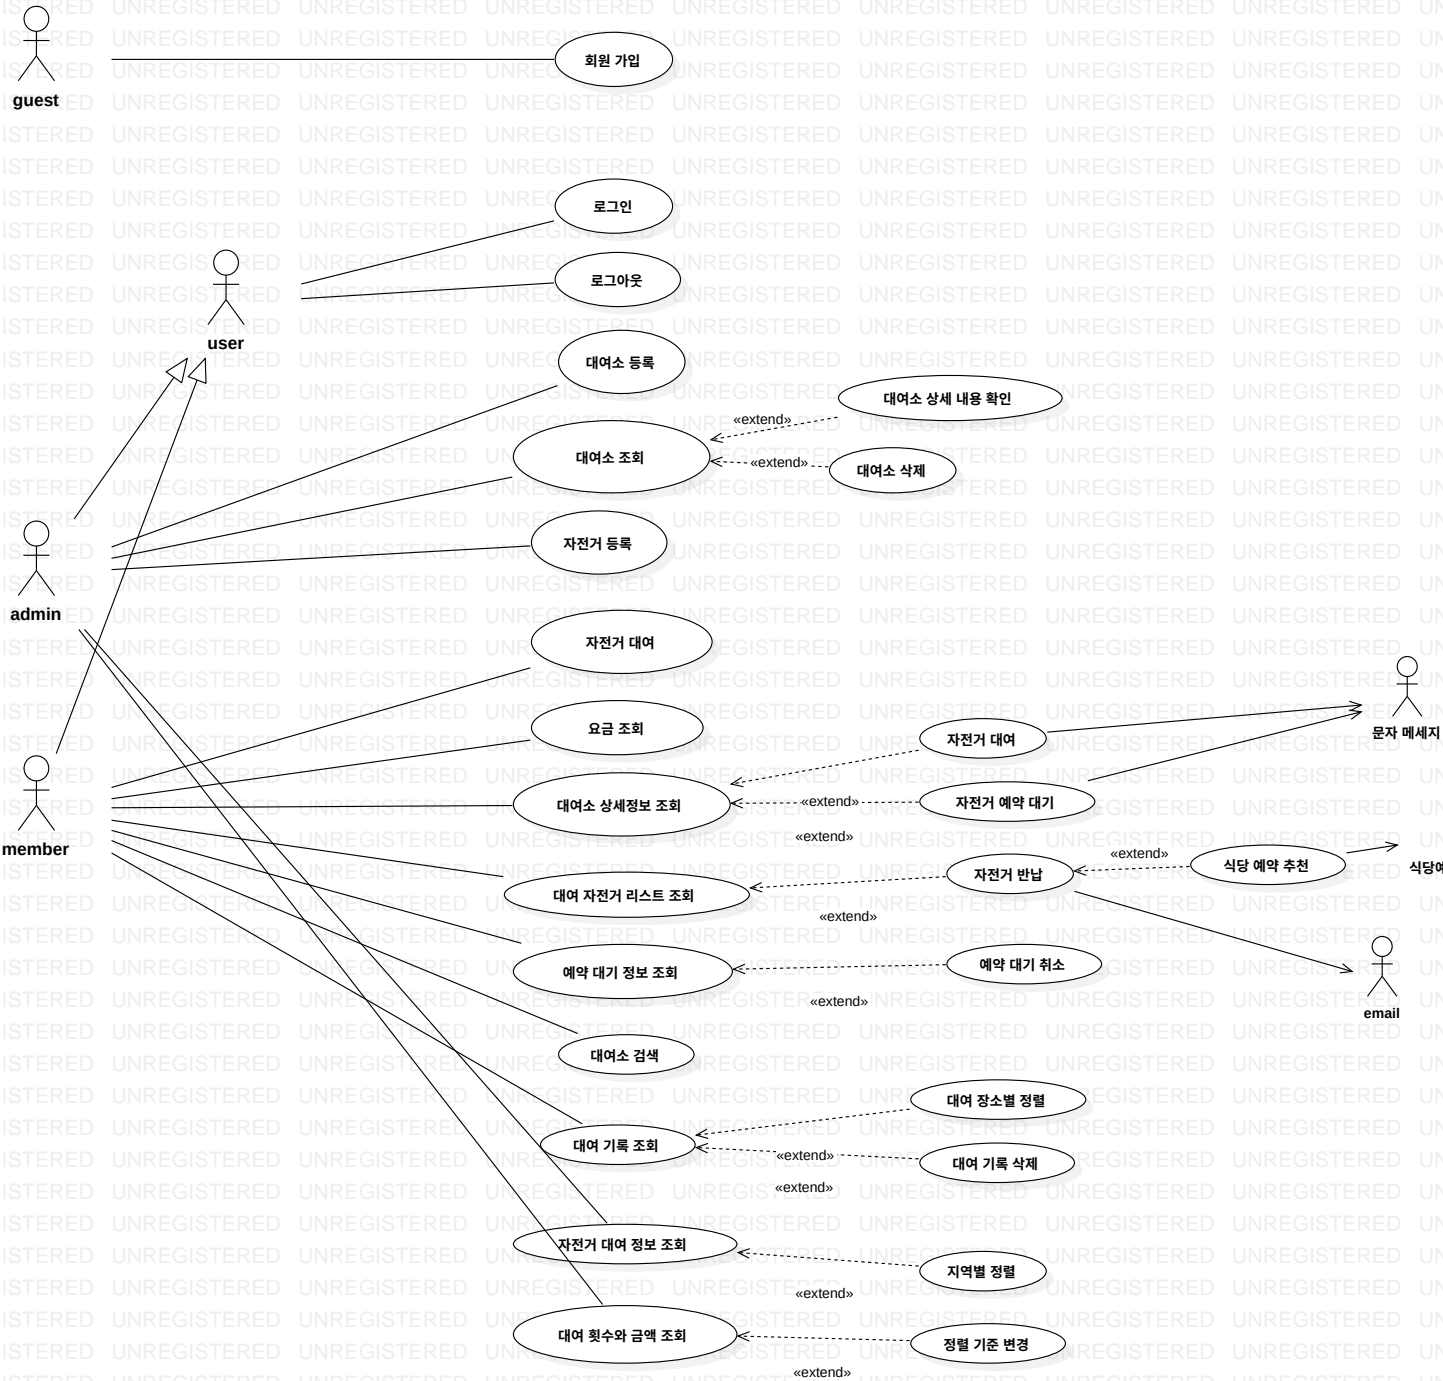 회원 가입
guest
로그인
로그아웃
user
대여소 등록
대여소 상세 내용 확인
«extend»
대여소 조회
«extend»
대여소 삭제
자전거 등록
admin
자전거 대여
요금 조회
자전거 대여
문자 메세지
대여소 상세정보 조회
«extend»
자전거 예약 대기
«extend»
member
«extend»
식당 예약 추천
식당예
자전거 반납
대여 자전거 리스트 조회
«extend»
예약 대기 정보 조회
예약 대기 취소
«extend»
email
대여소 검색
대여 장소별 정렬
대여 기록 조회
«extend»
대여 기록 삭제
«extend»
자전거 대여 정보 조회
지역별 정렬
«extend»
대여 횟수와 금액 조회
정렬 기준 변경
«extend»
UNREGISTERED